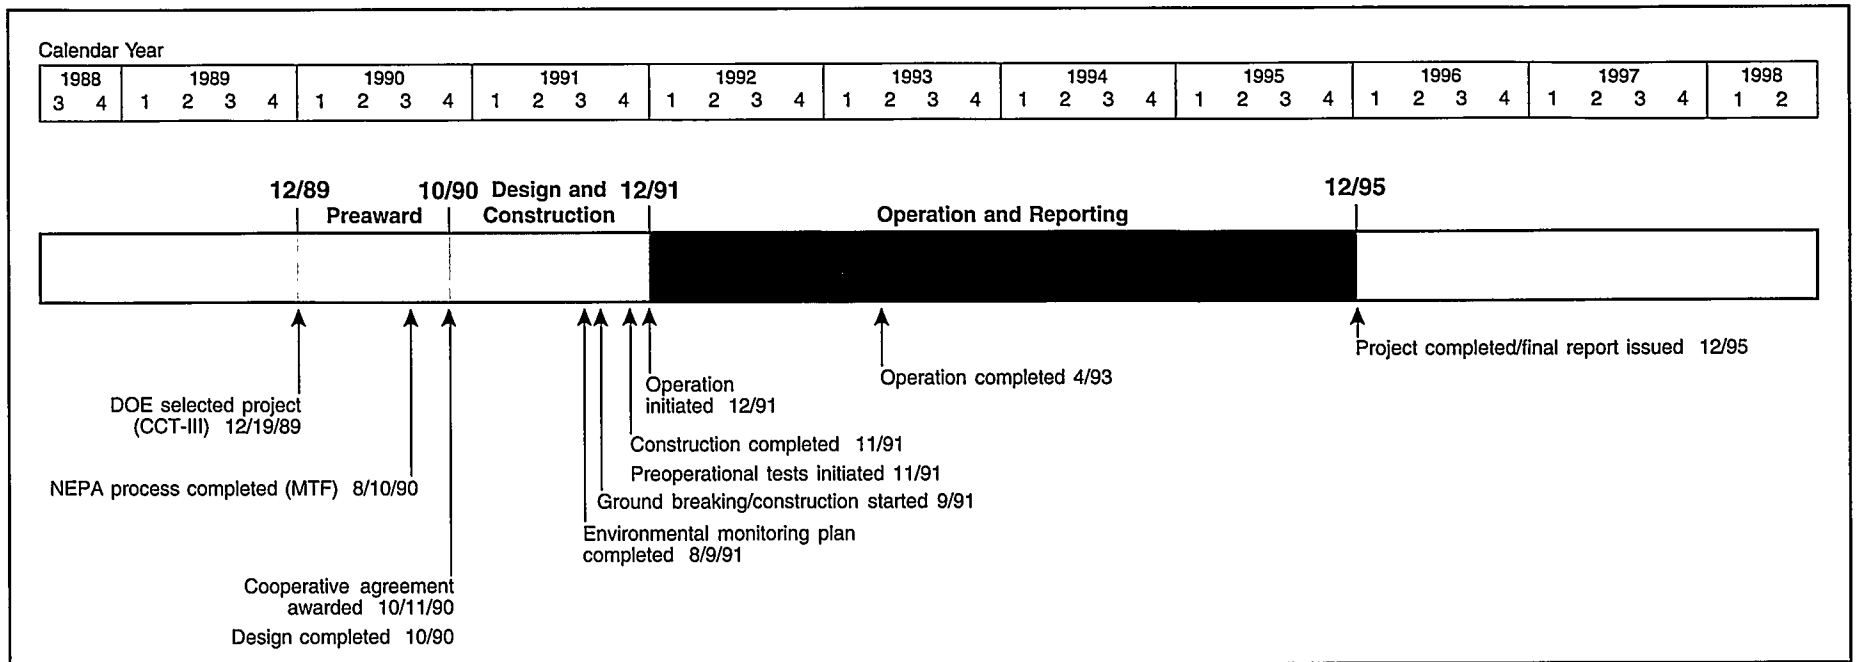 Calendar Year
1988 1989 1990 1991 1992 1993 1994 1995 1996 1997 1998
3 4 1 2 3 4 1 2 3 4 1 2 3 4 1 2 3 4 1 2 3 4 1 2 3 4 1 2 3 4 1 2 3 4 1 2 3 4 1 2
12/89 10/90 Design and 12/91 12/95
Preaward Construction Operation and Reporting
Project completed/final report issued 12/95
Operation completed 4/93
Operation
initiated 12/91
DOE selected project
(CCT-III) 12/19/89
Construction completed 11/91
Preoperational tests initiated 11/91
NEPA process completed (MTF) 8/10/90
Ground breaking/construction started 9/91
Environmental monitoring plan
completed 8/9/91
Cooperative agreement
awarded 10/11/90
Design completed 10/90